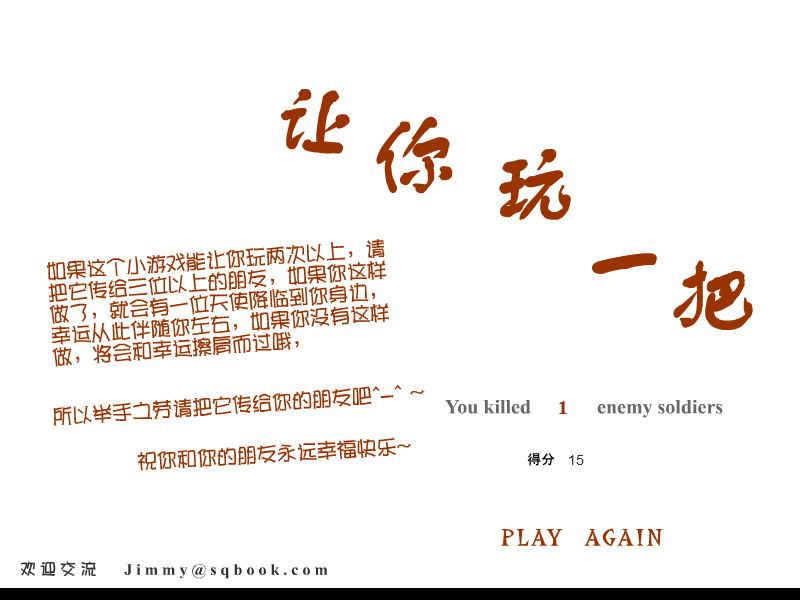 让你玩一把
如果这个小游戏能让你玩两次以上，请
把它传给三位以上的朋友，如果你这样
做了，就会有一位天使降临到你身边，
幸运从此伴随你左右，如果你没有这样
做，将会和幸运擦肩而过哦，
所以举手之劳请把它传给你的朋友吧^-^ ~
祝你和你的朋友永远幸福快乐~
You killed 1 enemy soldiers
得分 15
PLAY AGAIN
欢迎交流 Jimmy@sqbook.com